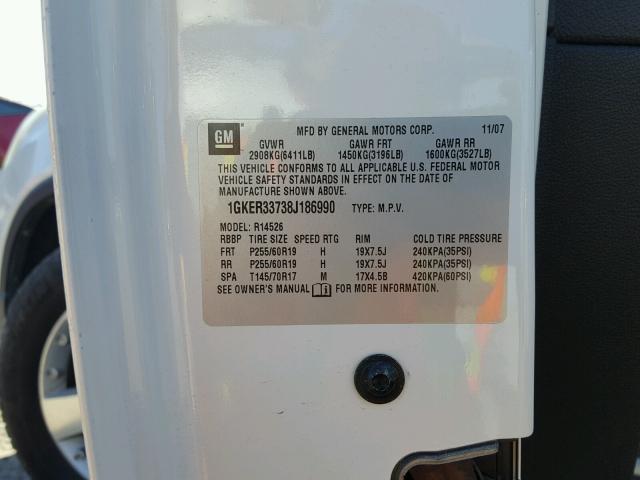 GM MFD BY GENERAL MOTORS CORP. 11/07
GVWR GAWR FRT GAWR RR
2908KG(6411LB) 1450KG(3196LB) 1600KG(3527LB)
THIS VEHICLE CONFORMS TO ALL APPLICABLE U.S. FEDERAL MOTOR
VEHICLE SAFETY STANDARDS IN EFFECT ON THE DATE OF
MANUFACTURE SHOWN ABOVE.
1GKER33738J186990 TYPE: M.P.V.
MODEL: R14526
RBBP TIRE SIZE SPEED RTG RIM COLD TIRE PRESSURE
FRT P255/60R19 H 19X7.5J 240KPA(35PSI)
RR P255/60R19 H 19X7.5J 240KPA(35PSI)
SPA T145/70R17 M 17X4.5B 420KPA(60PSI)
SEE OWNER'S MANUAL FOR MORE INFORMATION.